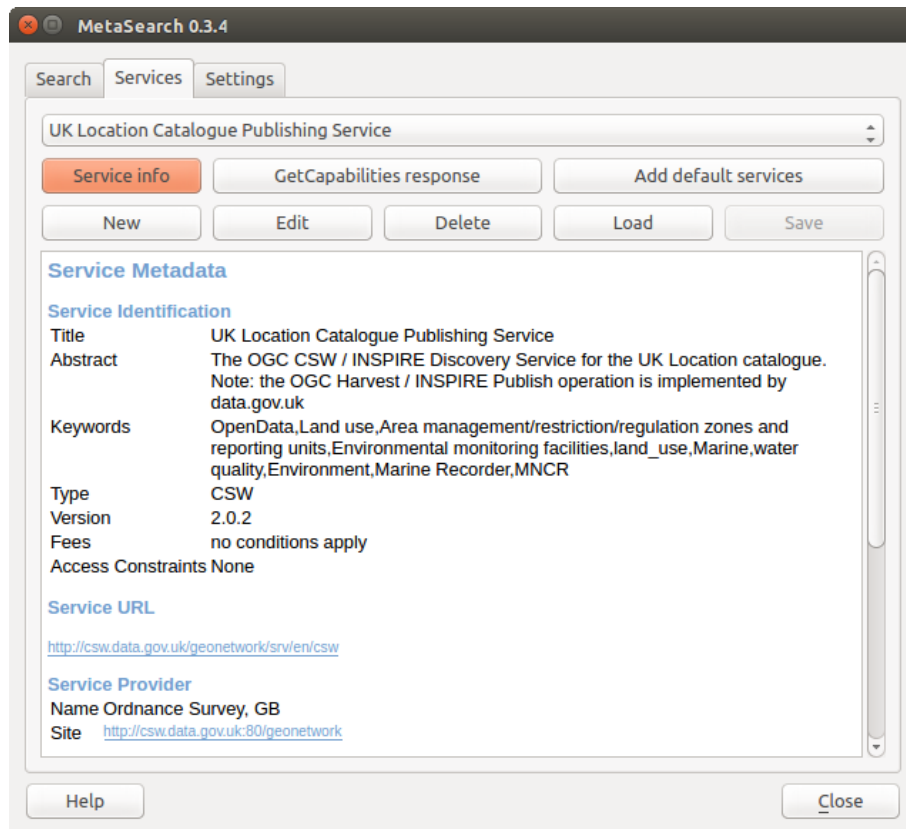 MetaSearch 0.3.4
Search Services Settings
UK Location Catalogue Publishing Service
Service info GetCapabilities response Add default services
New Edit Delete Load Save
Service Metadata
Service Identification
Title UK Location Catalogue Publishing Service
Abstract The OGC CSW / INSPIRE Discovery Service for the UK Location catalogue.
Note: the OGC Harvest / INSPIRE Publish operation is implemented by
data.gov.uk
Keywords OpenData,Land use,Area management/restriction/regulation zones and
reporting units,Environmental monitoring facilities,land_use,Marine,water
quality,Environment,Marine Recorder,MNCR
Type CSW
Version 2.0.2
Fees no conditions apply
Access Constraints None
Service URL
http://csw.data.gov.uk/geonetwork/srv/en/csw
Service Provider
Name Ordnance Survey, GB
Site http://csw.data.gov.uk:80/geonetwork
Help Close